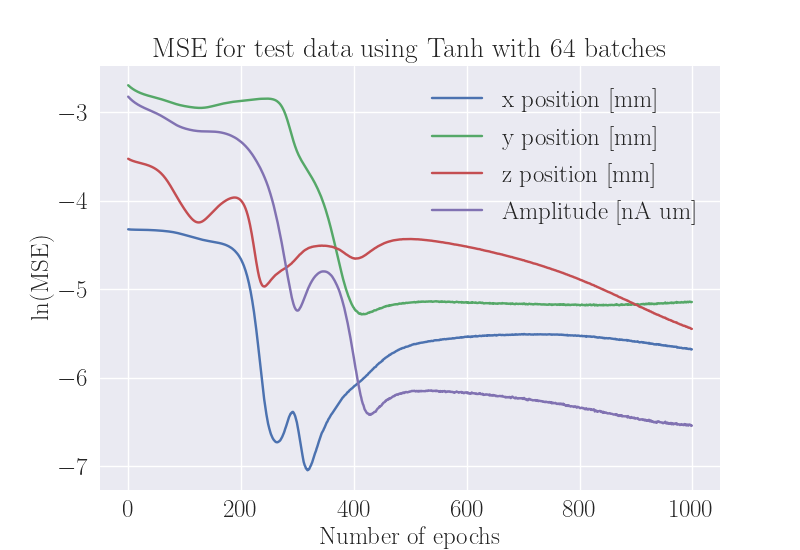 MSE for test data using Tanh with 64 batches
x position [mm]
y position [mm]
z position [mm]
Amplitude [nA um]
−3
−4
−5
−6
−7
ln(MSE)
0 200 400 600 800 1000
Number of epochs